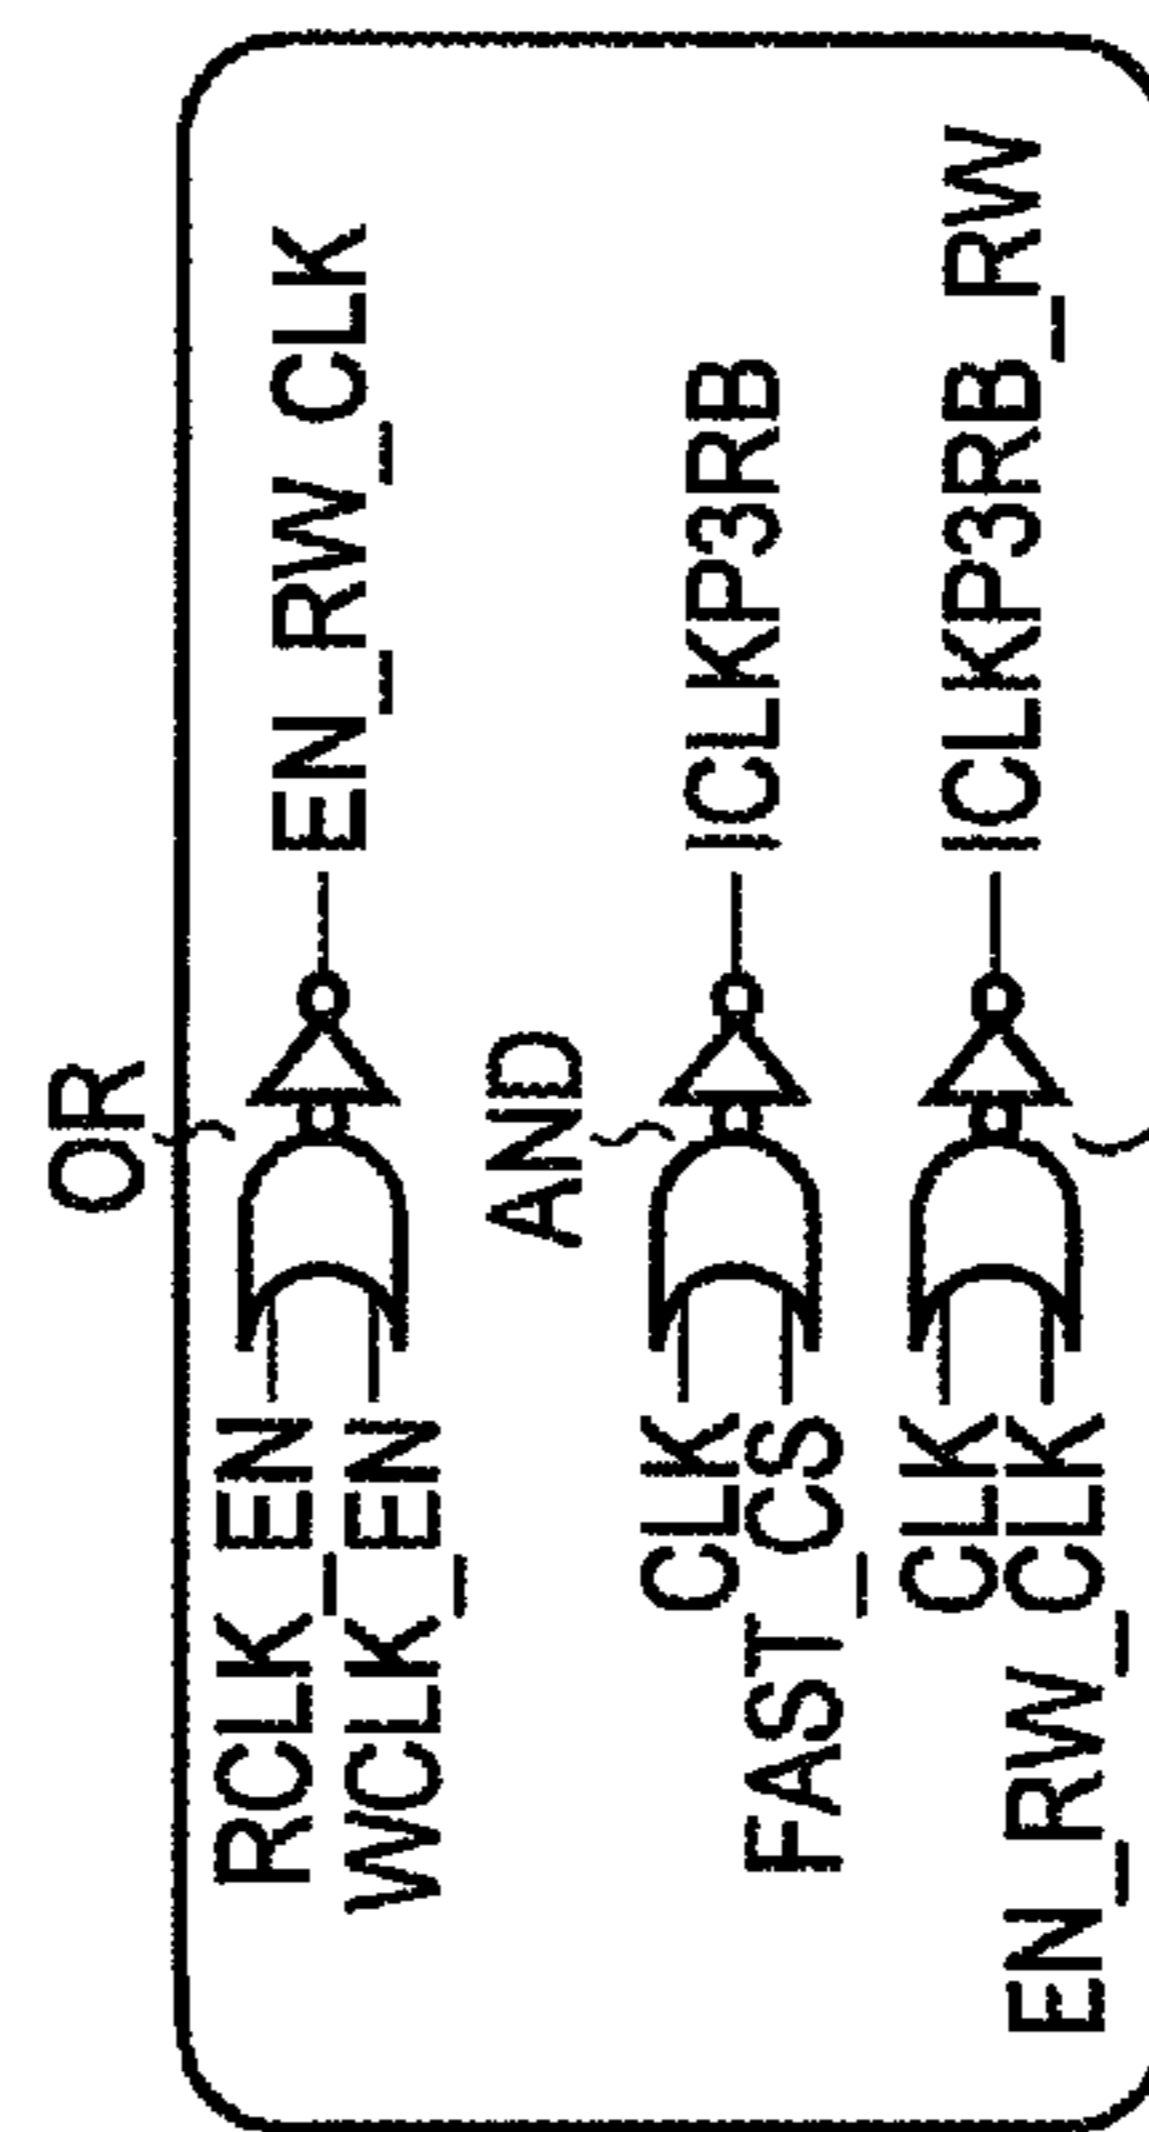 OR
RCLK_EN
WCLK_EN
EN_RW_CLK
AND
CLK
FAST_CS
ICLKP3RB
CLK
EN_RW_CLK
ICLKP3RB_RW